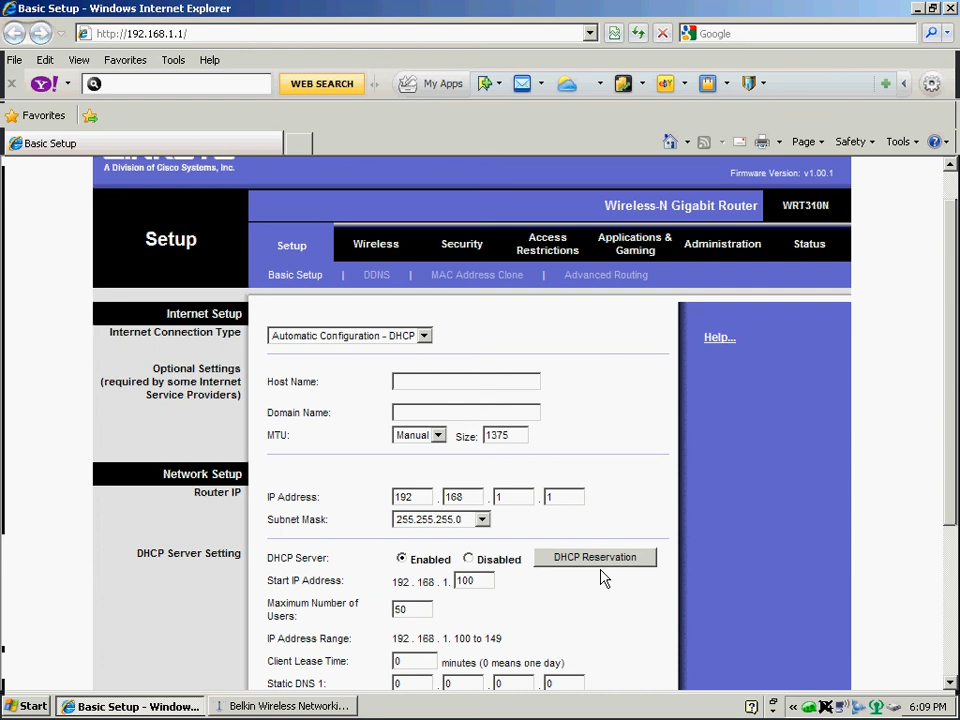 Basic Setup - Windows Internet Explorer
http://192.168.1.1/
Google
File Edit View Favorites Tools Help
Y! WEB SEARCH My Apps
Favorites
Basic Setup
Page Safety Tools
A Division of Cisco Systems, Inc.
Firmware Version: v1.00.1
Wireless-N Gigabit Router WRT310N
Setup
Setup Wireless Security Access Restrictions Applications & Gaming Administration Status
Basic Setup | DDNS | MAC Address Clone | Advanced Routing
Internet Setup
Internet Connection Type
Automatic Configuration - DHCP
Help...
Optional Settings
(required by some Internet
Service Providers)
Host Name:
Domain Name:
MTU: Manual Size: 1375
Network Setup
Router IP
IP Address: 192 . 168 . 1 . 1
Subnet Mask: 255.255.255.0
DHCP Server Setting
DHCP Server: Enabled Disabled DHCP Reservation
Start IP Address: 192 . 168 . 1. 100
Maximum Number of
Users: 50
IP Address Range: 192 . 168 . 1. 100 to 149
Client Lease Time: 0 minutes (0 means one day)
Static DNS 1: 0 . 0 . 0 . 0
Start Basic Setup - Window... Belkin Wireless Networki... 6:09 PM